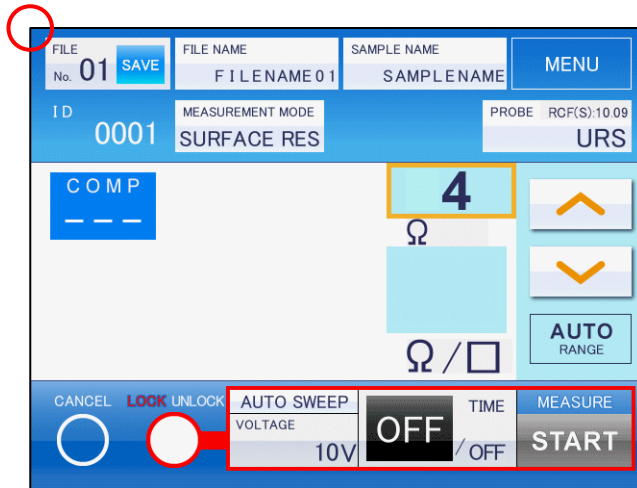 FILE
No. 01 SAVE
FILE NAME
FILENAME01
SAMPLE NAME
SAMPLENAME
MENU
ID
0001
MEASUREMENT MODE
SURFACE RES
PROBE RCF(S):10.09
URS
COMP
---
4
Ω
Ω/□
AUTO
RANGE
CANCEL LOCK UNLOCK
AUTO SWEEP
VOLTAGE
10V
OFF
TIME
/OFF
MEASURE
START